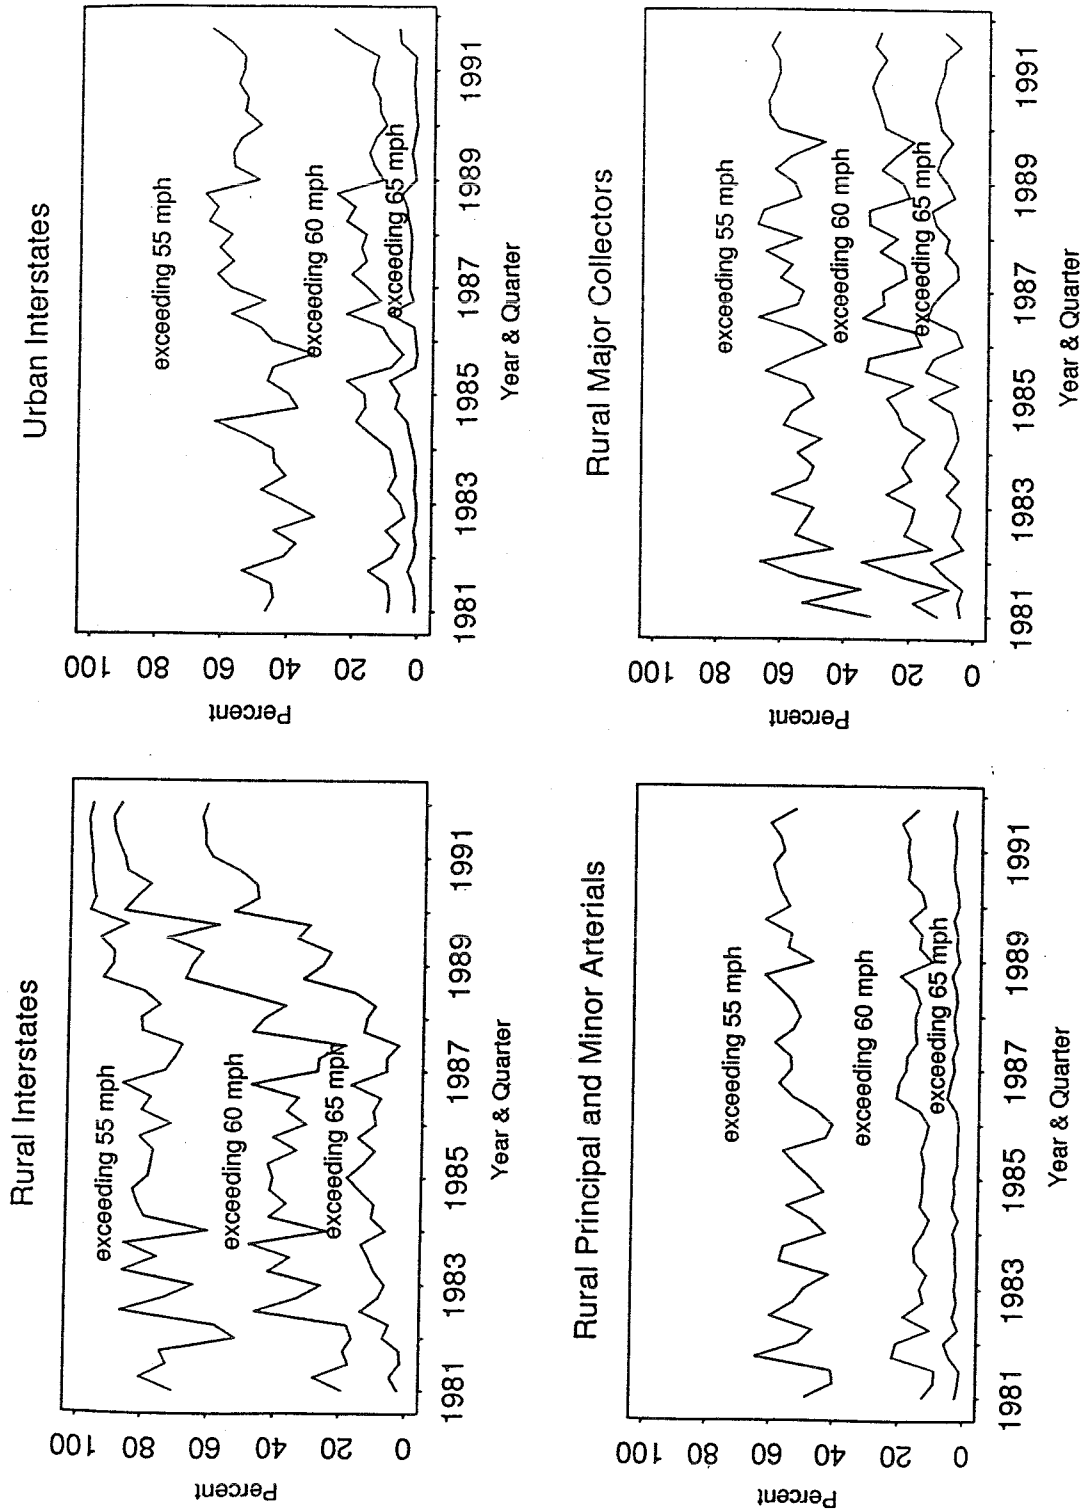 Rural Interstates
Percent
100
80
60
40
20
0
exceeding 55 mph
exceeding 60 mph
exceeding 65 mph
1981
1983
1985
1987
1989
1991
Year & Quarter
Urban Interstates
Percent
100
80
60
40
20
0
exceeding 55 mph
exceeding 60 mph
exceeding 65 mph
1981
1983
1985
1987
1989
1991
Year & Quarter
Rural Principal and Minor Arterials
Percent
100
80
60
40
20
0
exceeding 55 mph
exceeding 60 mph
exceeding 65 mph
1981
1983
1985
1987
1989
1991
Year & Quarter
Rural Major Collectors
Percent
100
80
60
40
20
0
exceeding 55 mph
exceeding 60 mph
exceeding 65 mph
1981
1983
1985
1987
1989
1991
Year & Quarter